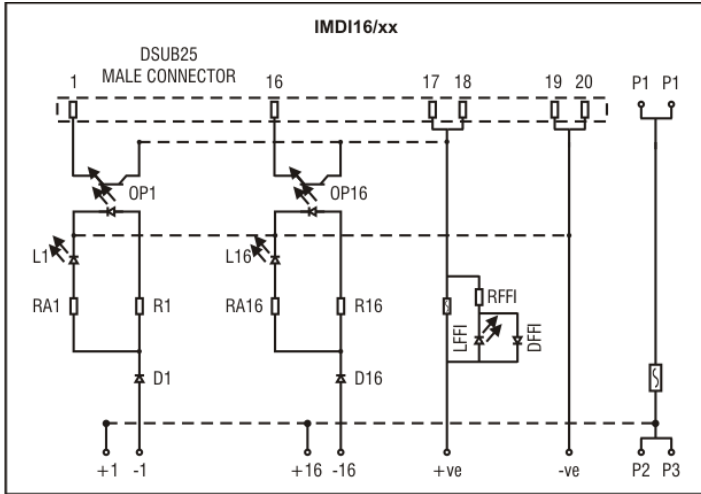 IMDI16/xx
DSUB25
MALE CONNECTOR
1 16 17 18 19 20 P1 P1
OP1 OP16
L1 L16
RA1 R1 RA16 R16 RFFI
LFFI DFFI
D1 D16
+1 -1 +16 -16 +ve -ve P2 P3